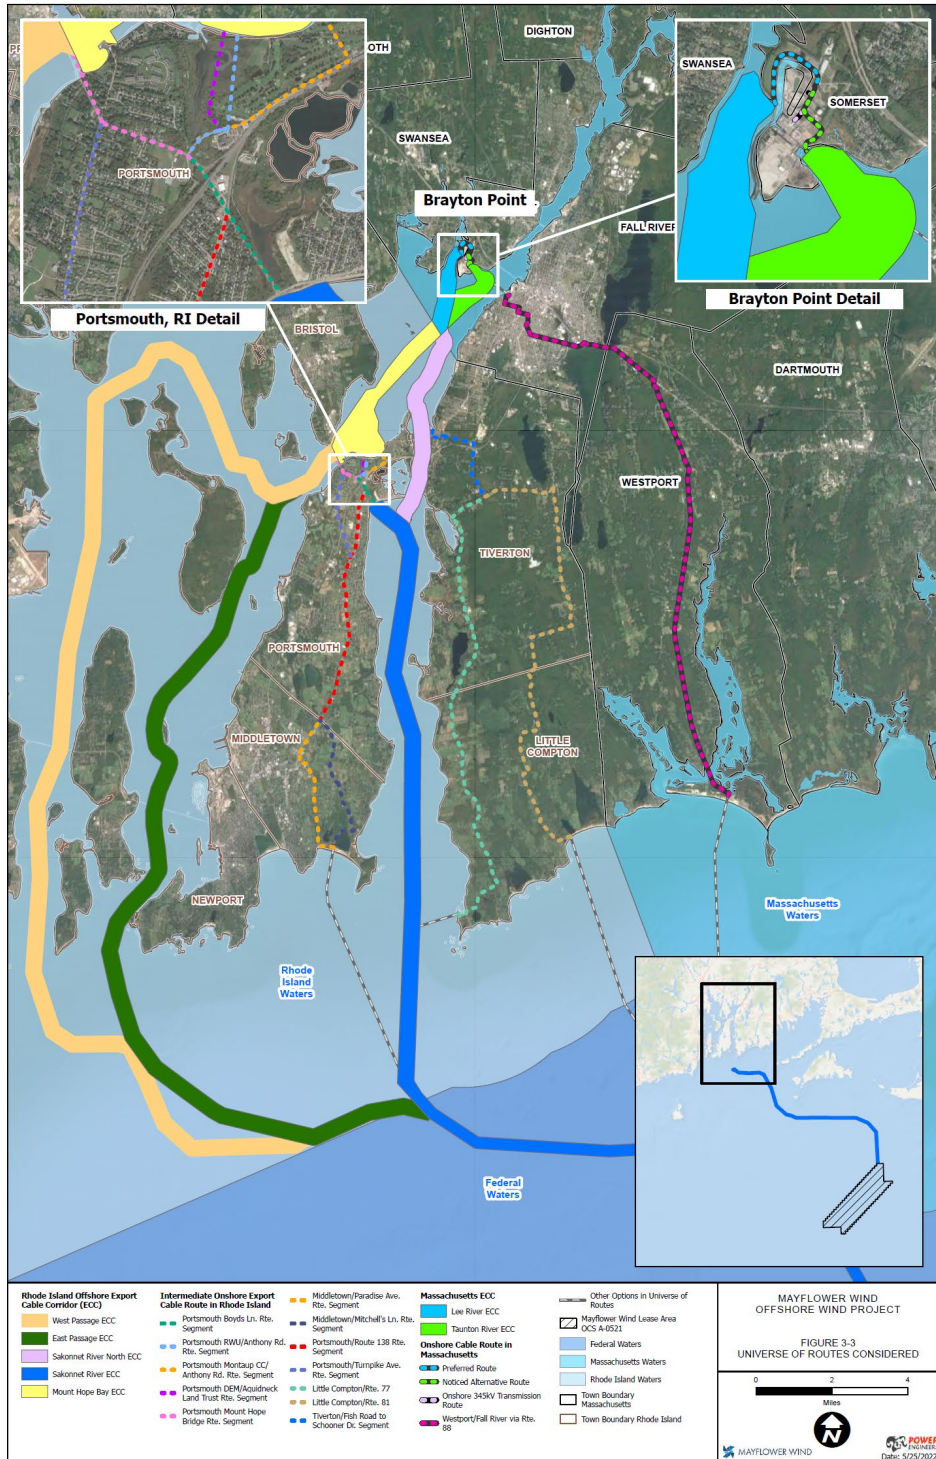 DIGHTON
SWANSEA
SOMERSET
OTH
SWANSEA
PORTSMOUTH
Brayton Point
FALL RIVER
Portsmouth, RI Detail
Brayton Point Detail
BRISTOL
DARTMOUTH
WESTPORT
TIVERTON
PORTSMOUTH
MIDDLETOWN
LITTLE
COMPTON
NEWPORT
Massachusetts
Waters
Rhode
Island
Waters
Federal
Waters
Rhode Island Offshore Export
Cable Corridor (ECC)
West Passage ECC
East Passage ECC
Sakonnet River North ECC
Sakonnet River ECC
Mount Hope Bay ECC
Intermediate Onshore Export
Cable Route in Rhode Island
Portsmouth Boyds Ln. Rte.
Segment
Portsmouth RWU/Anthony Rd.
Rte. Segment
Portsmouth Montaup CC/
Anthony Rd. Rte. Segment
Portsmouth DEM/Aquidneck
Land Trust Rte. Segment
Portsmouth Mount Hope
Bridge Rte. Segment
Middletown/Paradise Ave.
Rte. Segment
Middletown/Mitchell's Ln. Rte.
Segment
Portsmouth/Route 138 Rte.
Segment
Portsmouth/Turnpike Ave.
Rte. Segment
Little Compton/Rte. 77
Little Compton/Rte. 81
Tiverton/Fish Road to
Schooner Dr. Segment
Massachusetts ECC
Lee River ECC
Taunton River ECC
Onshore Cable Route in
Massachusetts
Preferred Route
Noticed Alternative Route
Onshore 345kV Transmission
Route
Westport/Fall River via Rte.
88
Other Options in Universe of
Routes
Mayflower Wind Lease Area
OCS A-0521
Federal Waters
Massachusetts Waters
Rhode Island Waters
Town Boundary
Massachusetts
Town Boundary Rhode Island
MAYFLOWER WIND
OFFSHORE WIND PROJECT
FIGURE 3-3
UNIVERSE OF ROUTES CONSIDERED
0 2 4
Miles
N
MAYFLOWER WIND
POWER
ENGINEER
Date: 5/25/2022